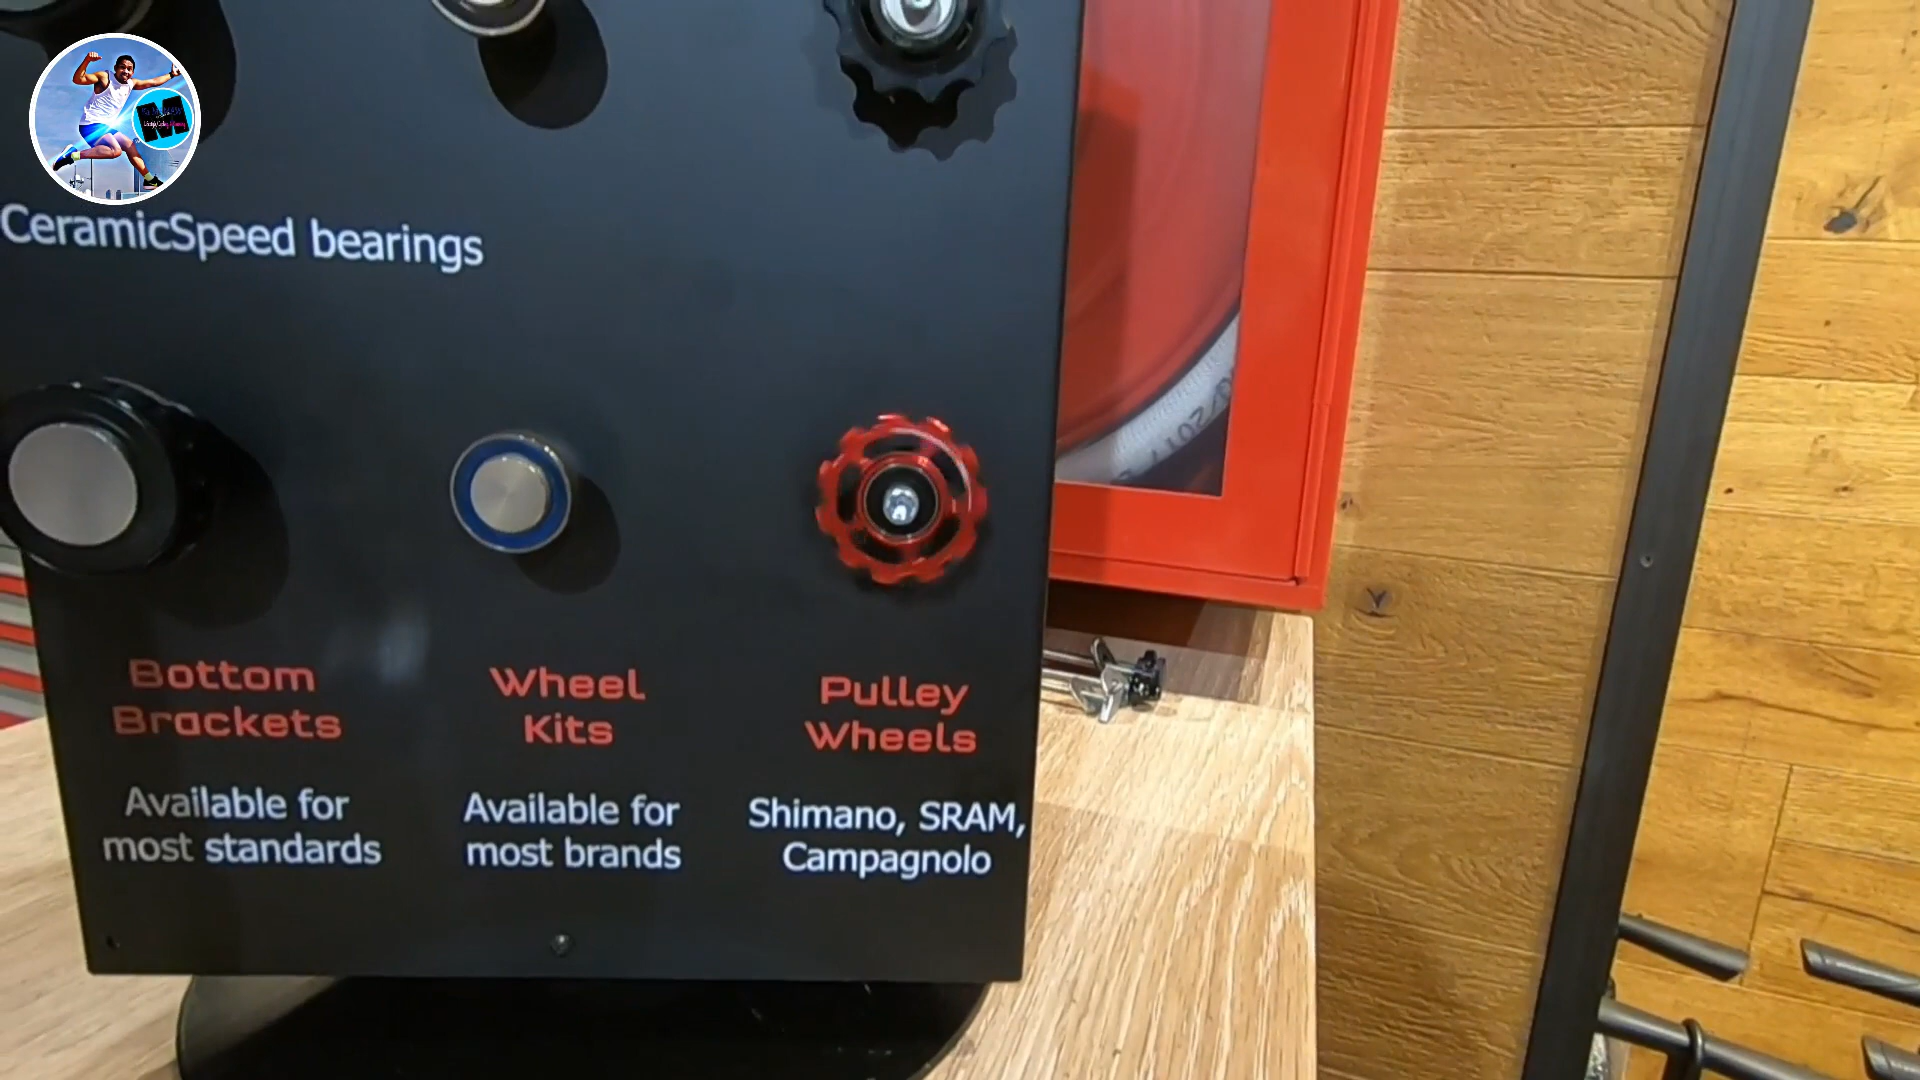 CeramicSpeed bearings
Bottom
Brackets
Wheel
Kits
Pulley
Wheels
Available for
most standards
Available for
most brands
Shimano, SRAM,
Campagnolo